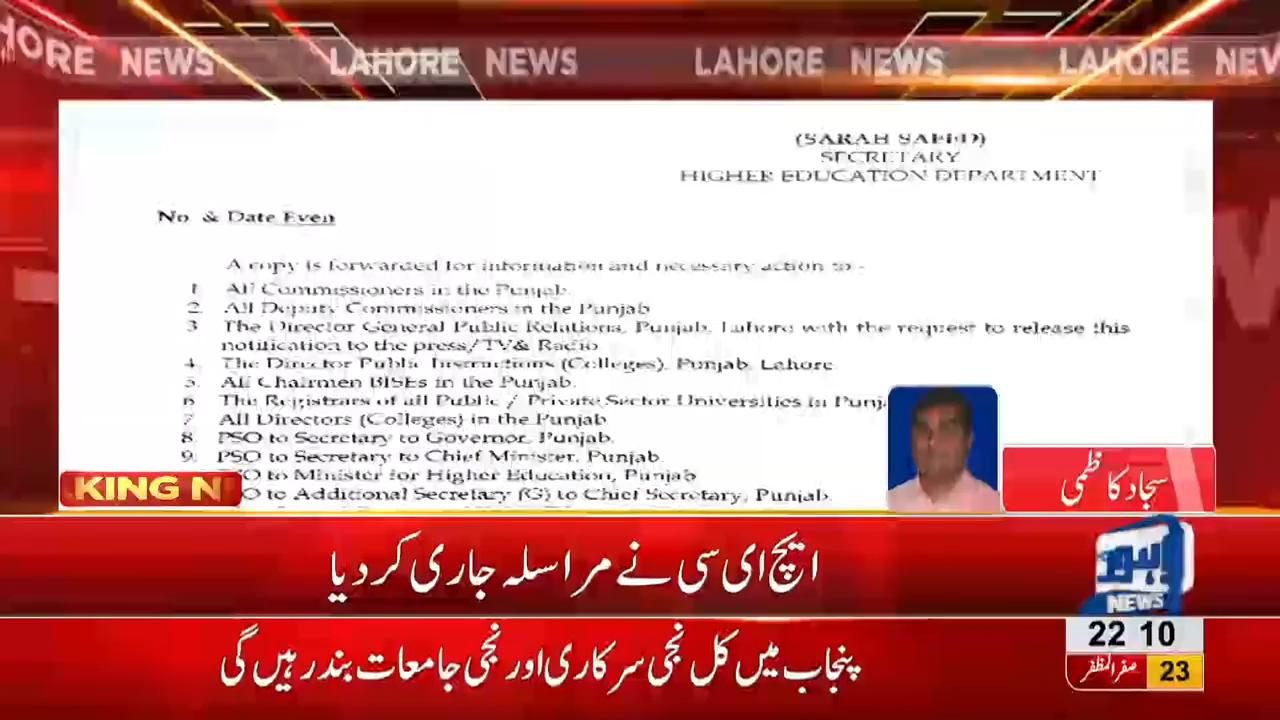 HORE NEWS LAHORE NEWS LAHORE NEWS LAHORE NEV
(SARAH SAEED)
SECRETARY
HIGHER EDUCATION DEPARTMENT
No. & Date Even
A copy is forwarded for information and necessary action to:-
1. All Commissioners in the Punjab.
2. All Deputy Commissioners in the Punjab
3. The Director General Public Relations, Punjab, Lahore with the request to release this
notification to the press/TV& Radio
4. The Director Public Instructions (Colleges), Punjab, Lahore.
5. All Chairmen BISEs in the Punjab.
6. The Registrars of all Public / Private Sector Universities in Punja
7. All Directors (Colleges) in the Punjab
8. PSO to Secretary to Governor, Punjab.
9. PSO to Secretary to Chief Minister, Punjab
SO to Minister for Higher Education, Punjab
SO to Additional Secretary (G) to Chief Secretary, Punjab.
KING N
سجاد کاظمی
ایچ ای سی نے مراسلہ جاری کر دیا
پنجاب میں کل نجی سرکاری اور نجی جامعات بند رہیں گی
لاہور
NEWS
22 10
صفر المظفر 23